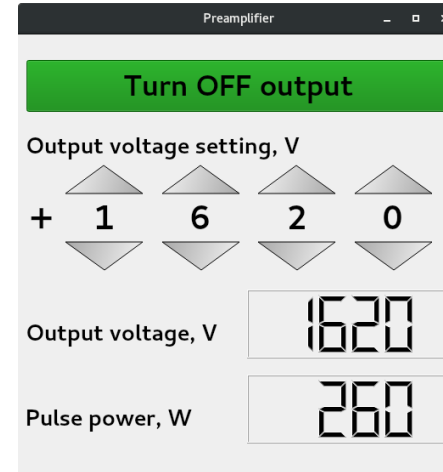 Preamplifier
Turn OFF output
Output voltage setting, V
+ 1 6 2 0
Output voltage, V 1620
Pulse power, W 260